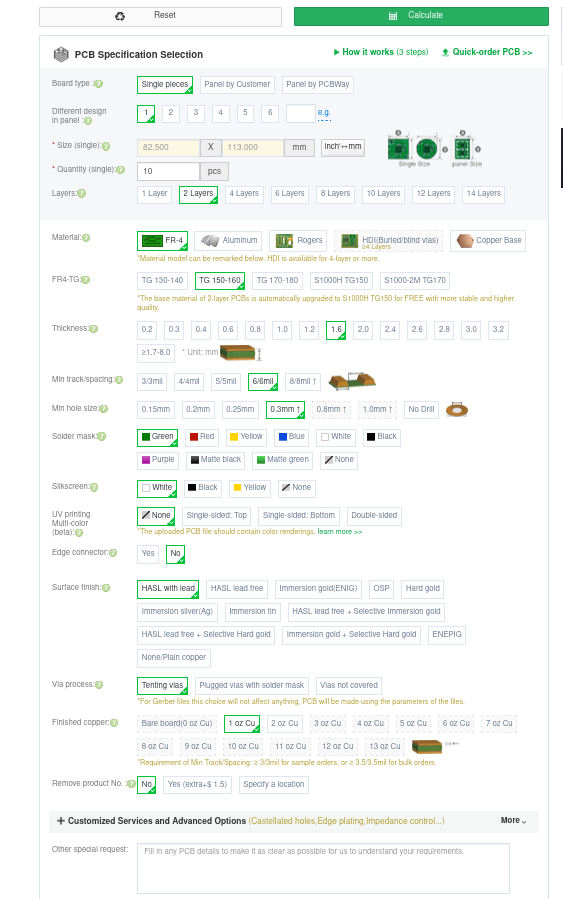 Reset Calculate
PCB Specification Selection How it works (3 steps) Quick-order PCB >>
Board type : Single pieces Panel by Customer Panel by PCBWay
Different design 1 2 3 4 5 6 e.g.
in panel :
* Size (single): 82.500 X 113.000 mm inch↔mm
Single Size panel Size
* Quantity (single): 10 pcs
Layers: 1 Layer 2 Layers 4 Layers 6 Layers 8 Layers 10 Layers 12 Layers 14 Layers
Material: FR-4 Aluminum Rogers HDI(Buried/blind vias) Copper Base
≥4 Layers
*Material model can be remarked below. HDI is available for 4-layer or more.
FR4-TG: TG 130-140 TG 150-160 TG 170-180 S1000H TG150 S1000-2M TG170
*The base material of 2-layer PCBs is automatically upgraded to S1000H TG150 for FREE with more stable and higher
quality.
Thickness: 0.2 0.3 0.4 0.6 0.8 1.0 1.2 1.6 2.0 2.4 2.6 2.8 3.0 3.2
≥1.7-8.0 * Unit: mm
Min track/spacing: 3/3mil 4/4mil 5/5mil 6/6mil 8/8mil ↑
Min hole size: 0.15mm 0.2mm 0.25mm 0.3mm ↑ 0.8mm ↑ 1.0mm ↑ No Drill
Solder mask: Green Red Yellow Blue White Black
Purple Matte black Matte green None
Silkscreen: White Black Yellow None
UV printing None Single-sided: Top Single-sided: Bottom Double-sided
Multi-color
(beta): *The uploaded PCB file should contain color renderings, learn more >>
Edge connector: Yes No
Surface finish: HASL with lead HASL lead free Immersion gold(ENIG) OSP Hard gold
Immersion silver(Ag) Immersion tin HASL lead free + Selective Immersion gold
HASL lead free + Selective Hard gold Immersion gold + Selective Hard gold ENEPIG
None/Plain copper
Via process: Tenting vias Plugged vias with solder mask Vias not covered
*For Gerber files this choice will not affect anything, PCB will be made using the parameters of the files.
Finished copper: Bare board(0 oz Cu) 1 oz Cu 2 oz Cu 3 oz Cu 4 oz Cu 5 oz Cu 6 oz Cu 7 oz Cu
8 oz Cu 9 oz Cu 10 oz Cu 11 oz Cu 12 oz Cu 13 oz Cu
*Requirement of Min Track/Spacing: ≥ 3/3mil for sample orders, or ≥ 3.5/3.5mil for bulk orders.
Remove product No. : No Yes (extra+$ 1.5) Specify a location
+ Customized Services and Advanced Options (Castellated holes,Edge plating,Impedance control...) More
Other special request: Fill in any PCB details to make it as clear as possible for us to understand your requirements.